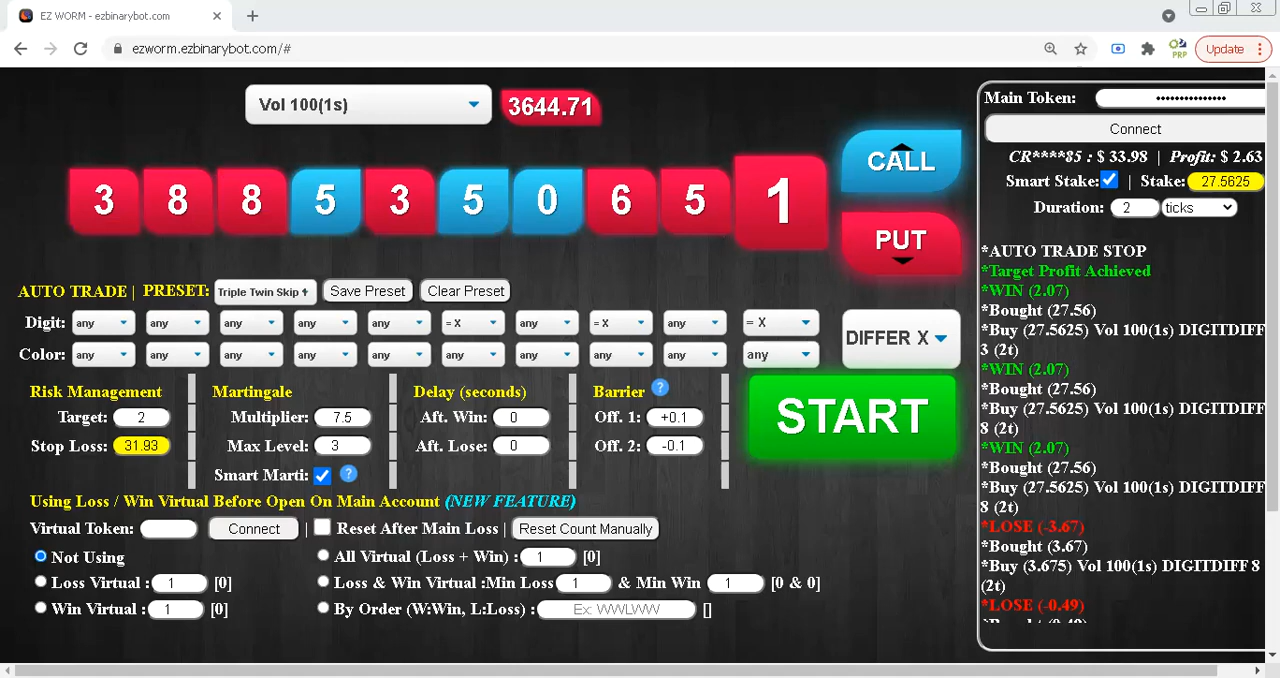 EZ WORM - ezbinarybot.com
ezworm.ezbinarybot.com/#
PRP
Update
Vol 100(1s)
3644.71
3 8 8 5 3 5 0 6 5 1
CALL
PUT
AUTO TRADE | PRESET: Triple Twin Skip Save Preset Clear Preset
Digit: any any any any any = X any = X any = X
Color: any any any any any any any any any any
DIFFER X
Risk Management Martingale Delay (seconds) Barrier ?
Target: 2 Multiplier: 7.5 Aft. Win: 0 Off. 1: +0.1
Stop Loss: 31.93 Max Level: 3 Aft. Lose: 0 Off. 2: -0.1
Smart Marti: ?
START
Using Loss / Win Virtual Before Open On Main Account (NEW FEATURE)
Virtual Token: Connect | Reset After Main Loss | Reset Count Manually
Not Using All Virtual (Loss + Win) : 1 [0]
Loss Virtual : 1 [0] Loss & Win Virtual :Min Loss 1 & Min Win 1 [0 & 0]
Win Virtual : 1 [0] By Order (W:Win, L:Loss) : Ex: WWLWW []
Main Token: ••••••••••••••
Connect
CR****85 : $ 33.98 | Profit: $ 2.63
Smart Stake: | Stake: 27.5625
Duration: 2 ticks
*AUTO TRADE STOP
*Target Profit Achieved
*WIN (2.07)
*Bought (27.56)
*Buy (27.5625) Vol 100(1s) DIGITDIFF
3 (2t)
*WIN (2.07)
*Bought (27.56)
*Buy (27.5625) Vol 100(1s) DIGITDIFF
8 (2t)
*WIN (2.07)
*Bought (27.56)
*Buy (27.5625) Vol 100(1s) DIGITDIFF
8 (2t)
*LOSE (-3.67)
*Bought (3.67)
*Buy (3.675) Vol 100(1s) DIGITDIFF 8
(2t)
*LOSE (-0.49)
*Bought (0.49)